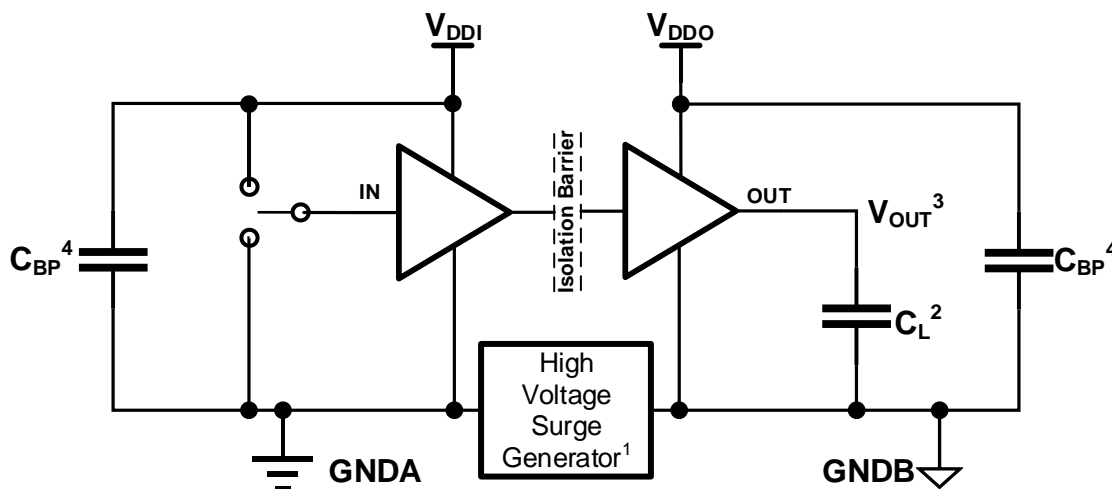 VDDI
VDDO
Isolation Barrier
IN
OUT
VOUT3
CBP4
CBP4
CL2
High
Voltage
Surge
Generator1
GNDA
GNDB